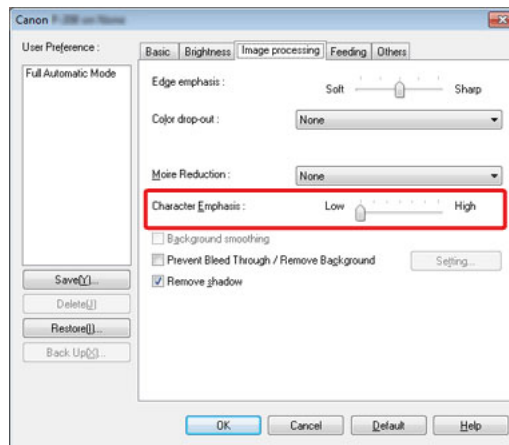 Canon
User Preference :
Full Automatic Mode
Save(Y)...
Delete(J)
Restore(I)...
Back Up(X)...
Basic Brightness Image processing Feeding Others
Edge emphasis : Soft Sharp
Color drop-out : None
Moire Reduction : None
Character Emphasis : Low High
Background smoothing
Prevent Bleed Through / Remove Background Setting...
Remove shadow
OK Cancel Default Help